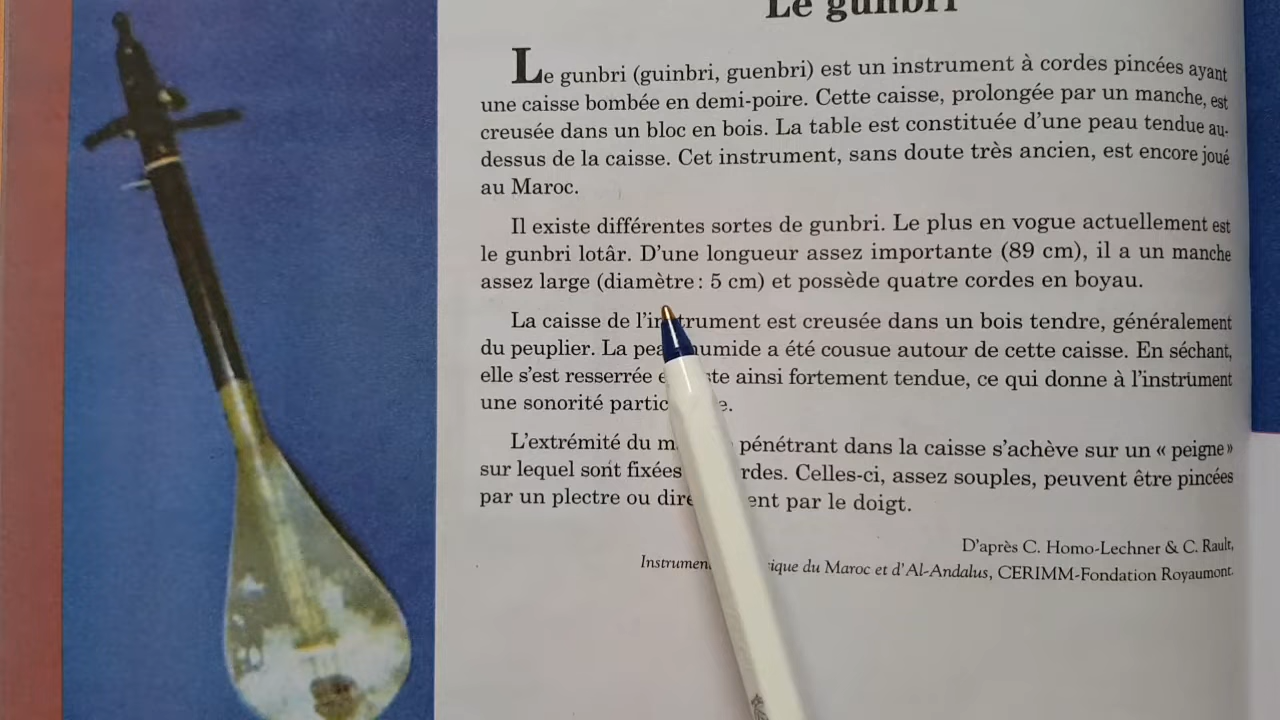 Le gunbri
Le gunbri (guinbri, guenbri) est un instrument à cordes pincées ayant
une caisse bombée en demi-poire. Cette caisse, prolongée par un manche, est
creusée dans un bloc en bois. La table est constituée d'une peau tendue au-
dessus de la caisse. Cet instrument, sans doute très ancien, est encore joué
au Maroc.
Il existe différentes sortes de gunbri. Le plus en vogue actuellement est
le gunbri lotâr. D'une longueur assez importante (89 cm), il a un manche
assez large (diamètre : 5 cm) et possède quatre cordes en boyau.
La caisse de l'instrument est creusée dans un bois tendre, généralement
du peuplier. La peau humide a été cousue autour de cette caisse. En séchant,
elle s'est resserrée ainsi fortement tendue, ce qui donne à l'instrument
une sonorité
L'extrémité du pénétrant dans la caisse s'achève sur un « peigne »
sur lequel sont fixées cordes. Celles-ci, assez souples, peuvent être pincées
par un plectre ou directement par le doigt.
D'après C. Homo-Lechner & C. Rault,
du Maroc et d'Al-Andalus, CERIMM-Fondation Royaumont.